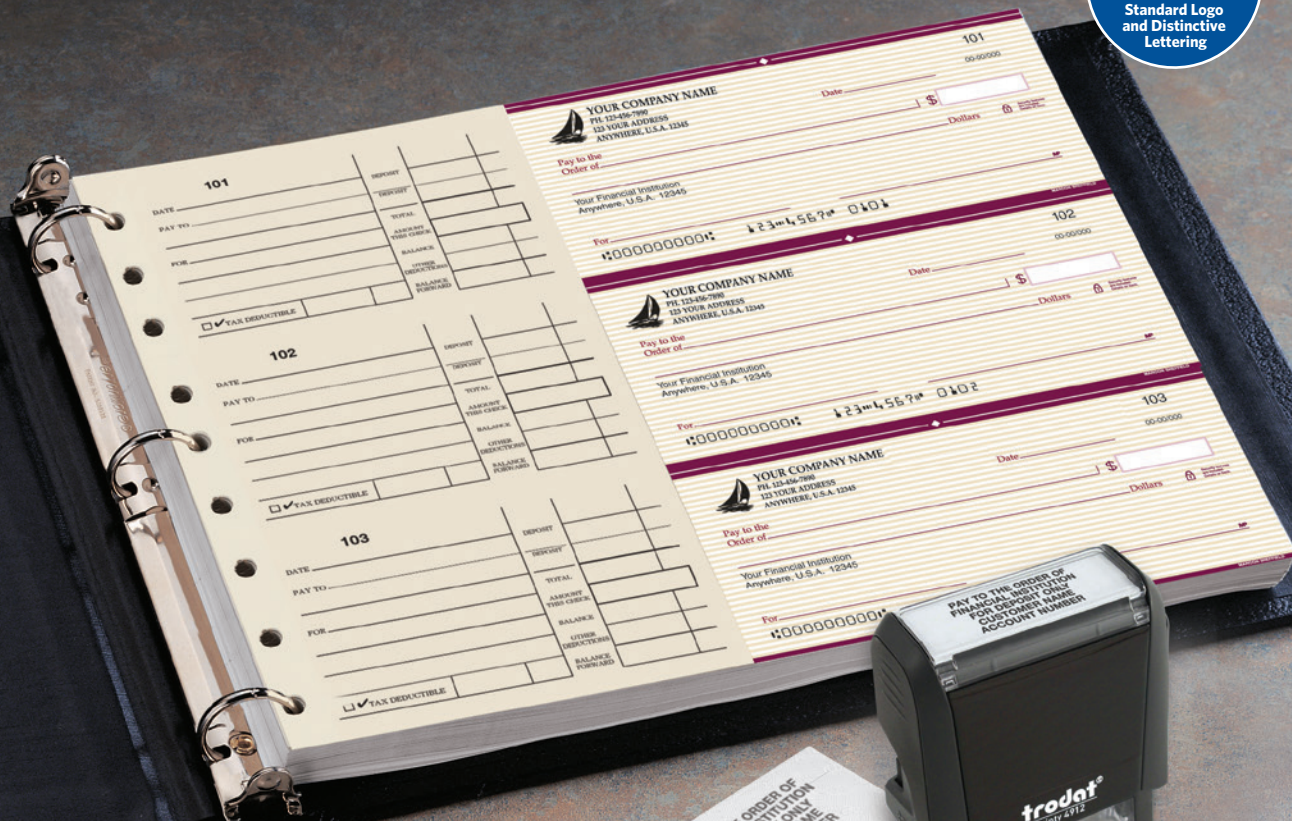 Standard Logo
and Distinctive
Lettering
101
DATE
PAY TO
FOR
TAX DEDUCTIBLE
DEPOSIT
DEPOSIT
TOTAL
AMOUNT
THIS CHECK
BALANCE
OTHER
DEDUCTIONS
BALANCE
FORWARD
YOUR COMPANY NAME
PH. 123-456-7890
123 YOUR ADDRESS
ANYWHERE, U.S.A. 12345
101
00-00/000
Date
$
Pay to the
Order of
Dollars
Your Financial Institution
Anywhere, U.S.A. 12345
For
⑆000000000⑆ 123⑉4567⑈ 0101
102
DATE
PAY TO
FOR
TAX DEDUCTIBLE
DEPOSIT
DEPOSIT
TOTAL
AMOUNT
THIS CHECK
BALANCE
OTHER
DEDUCTIONS
BALANCE
FORWARD
YOUR COMPANY NAME
PH. 123-456-7890
123 YOUR ADDRESS
ANYWHERE, U.S.A. 12345
102
00-00/000
Date
$
Pay to the
Order of
Dollars
Your Financial Institution
Anywhere, U.S.A. 12345
For
⑆000000000⑆ 123⑉4567⑈ 0102
103
DATE
PAY TO
FOR
TAX DEDUCTIBLE
DEPOSIT
DEPOSIT
TOTAL
AMOUNT
THIS CHECK
BALANCE
OTHER
DEDUCTIONS
BALANCE
FORWARD
YOUR COMPANY NAME
PH. 123-456-7890
123 YOUR ADDRESS
ANYWHERE, U.S.A. 12345
103
00-00/000
Date
$
Pay to the
Order of
Dollars
Your Financial Institution
Anywhere, U.S.A. 12345
For
⑆000000000⑆
PAY TO THE ORDER OF
FINANCIAL INSTITUTION
FOR DEPOSIT ONLY
CUSTOMER NAME
ACCOUNT NUMBER
trodat®
4912
ORDER OF
ONLY